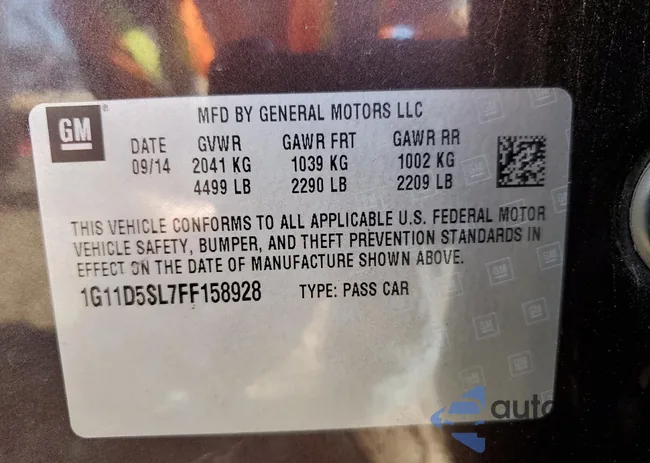 GM ®
MFD BY GENERAL MOTORS LLC
DATE GVWR GAWR FRT GAWR RR
09/14 2041 KG 1039 KG 1002 KG
4499 LB 2290 LB 2209 LB
THIS VEHICLE CONFORMS TO ALL APPLICABLE U.S. FEDERAL MOTOR
VEHICLE SAFETY, BUMPER, AND THEFT PREVENTION STANDARDS IN
EFFECT ON THE DATE OF MANUFACTURE SHOWN ABOVE.
1G11D5SL7FF158928 TYPE: PASS CAR
auto